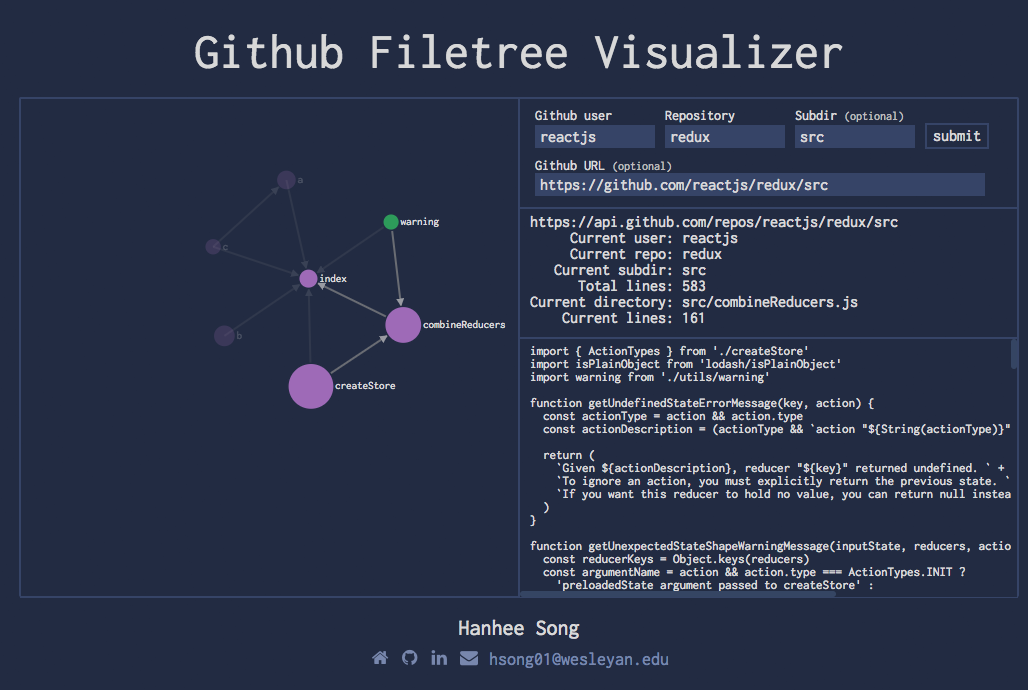 Github Filetree Visualizer
a
warning
c
index
combineReducers
b
createStore
Github user
Repository
Subdir (optional)
reactjs
redux
src
submit
Github URL (optional)
https://github.com/reactjs/redux/src
https://api.github.com/repos/reactjs/redux/src
Current user: reactjs
Current repo: redux
Current subdir: src
Total lines: 583
Current directory: src/combineReducers.js
Current lines: 161
import { ActionTypes } from './createStore'
import isPlainObject from 'lodash/isPlainObject'
import warning from './utils/warning'
function getUndefinedStateErrorMessage(key, action) {
const actionType = action && action.type
const actionDescription = (actionType && `action "${String(actionType)}"
return (
`Given ${actionDescription}, reducer "${key}" returned undefined. ` +
`To ignore an action, you must explicitly return the previous state. `
`If you want this reducer to hold no value, you can return null instea
)
}
function getUnexpectedStateShapeWarningMessage(inputState, reducers, actio
const reducerKeys = Object.keys(reducers)
const argumentName = action && action.type === ActionTypes.INIT ?
'preloadedState argument passed to createStore' :
Hanhee Song
hsong01@wesleyan.edu